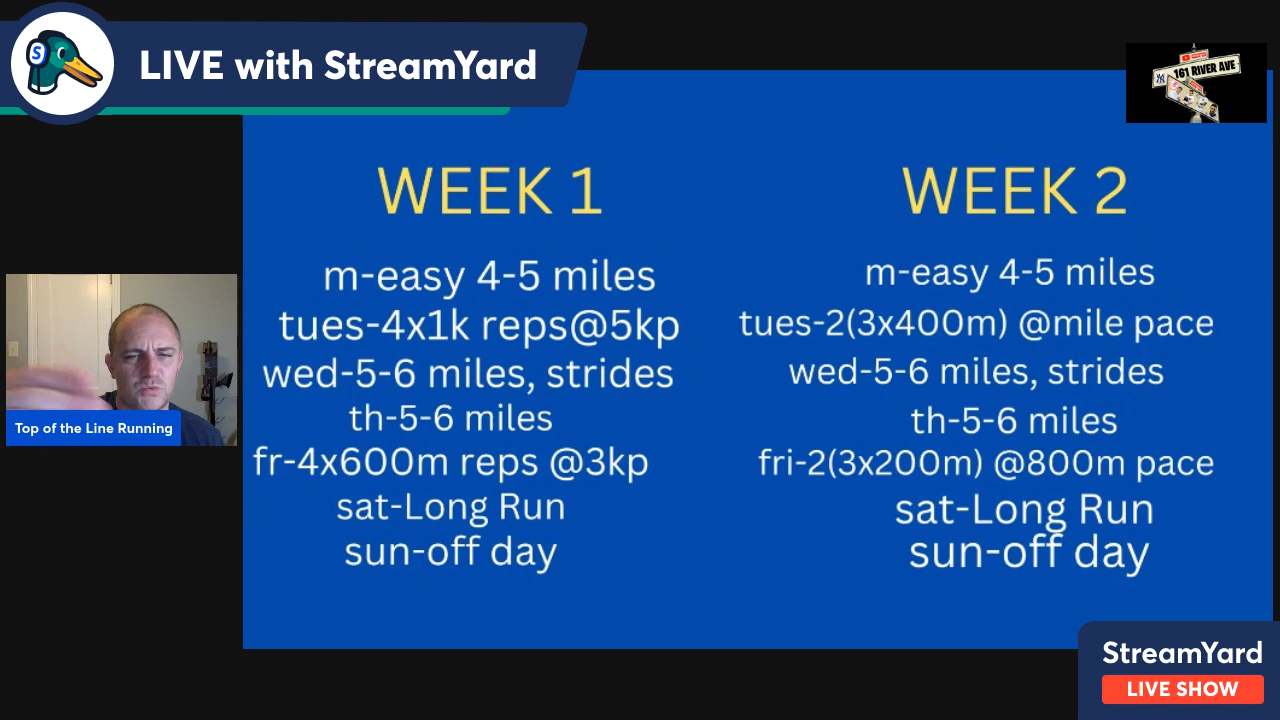 S
LIVE with StreamYard
161 RIVER AVE
WEEK 1
m-easy 4-5 miles
tues-4x1k reps@5kp
wed-5-6 miles, strides
th-5-6 miles
fr-4x600m reps @3kp
sat-Long Run
sun-off day
WEEK 2
m-easy 4-5 miles
tues-2(3x400m) @mile pace
wed-5-6 miles, strides
th-5-6 miles
fri-2(3x200m) @800m pace
sat-Long Run
sun-off day
Top of the Line Running
StreamYard
LIVE SHOW